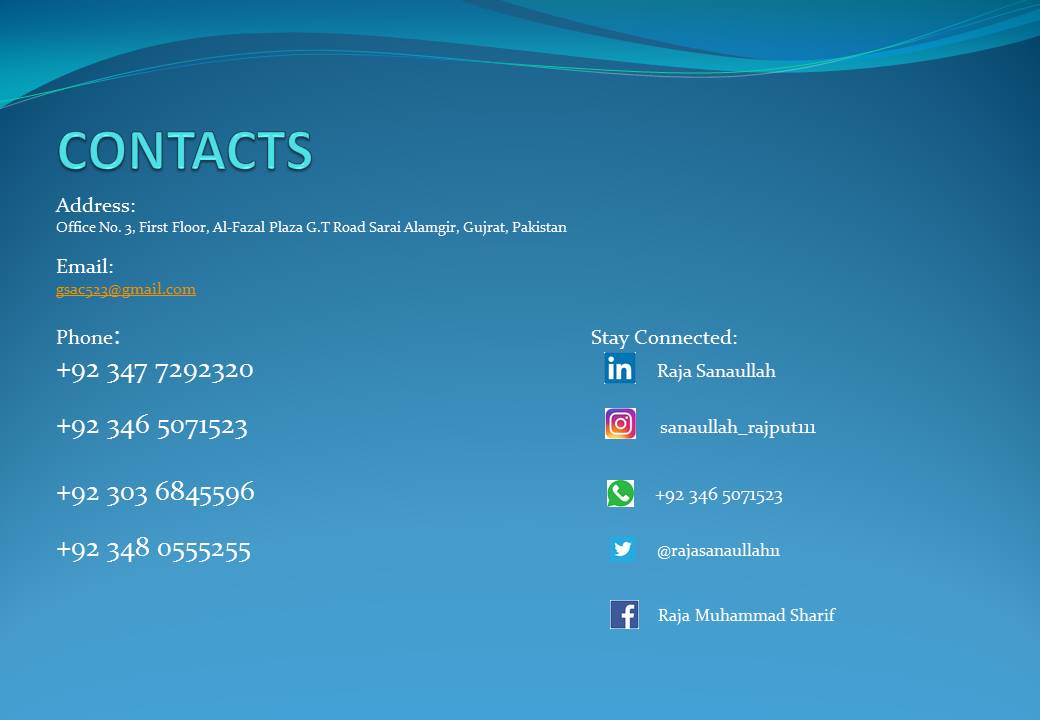 CONTACTS
Address:
Office No. 3, First Floor, Al-Fazal Plaza G.T Road Sarai Alamgir, Gujrat, Pakistan
Email:
gsac523@gmail.com
Phone:
+92 347 7292320
+92 346 5071523
+92 303 6845596
+92 348 0555255
Stay Connected:
in Raja Sanaullah
sanaullah_rajput111
+92 346 5071523
@rajasanaullah11
f Raja Muhammad Sharif